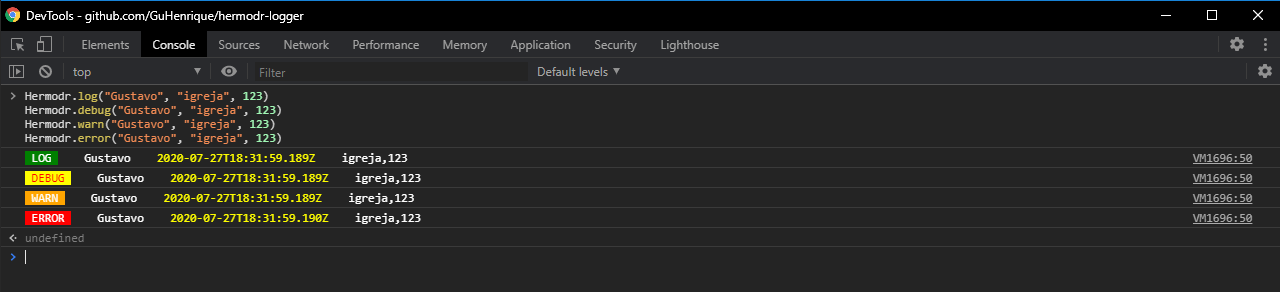 DevTools - github.com/GuHenrique/hermodr-logger
Elements Console Sources Network Performance Memory Application Security Lighthouse
top Filter Default levels
Hermodr.log("Gustavo", "igreja", 123)
Hermodr.debug("Gustavo", "igreja", 123)
Hermodr.warn("Gustavo", "igreja", 123)
Hermodr.error("Gustavo", "igreja", 123)
LOG Gustavo 2020-07-27T18:31:59.189Z igreja,123 VM1696:50
DEBUG Gustavo 2020-07-27T18:31:59.189Z igreja,123 VM1696:50
WARN Gustavo 2020-07-27T18:31:59.189Z igreja,123 VM1696:50
ERROR Gustavo 2020-07-27T18:31:59.190Z igreja,123 VM1696:50
undefined